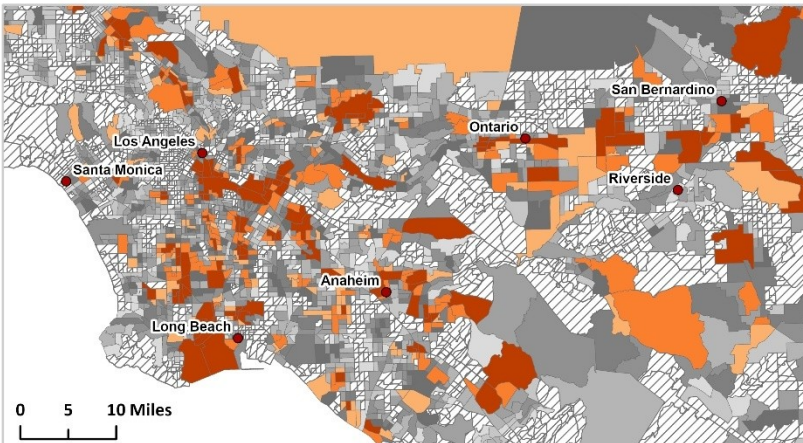 San Bernardino
Ontario
Los Angeles
Santa Monica
Riverside
Anaheim
Long Beach
0 5 10 Miles